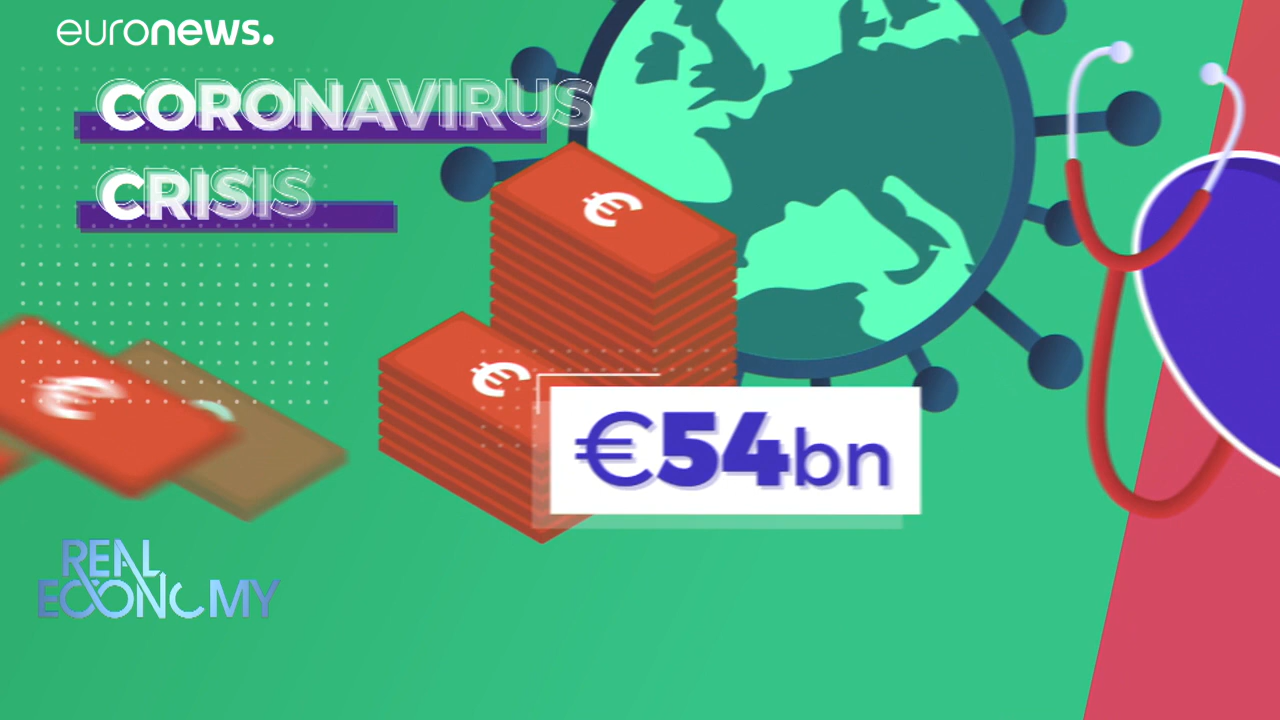 euronews.
CORONAVIRUS
CRISIS
€
€
€
€54bn
REAL
ECONOMY